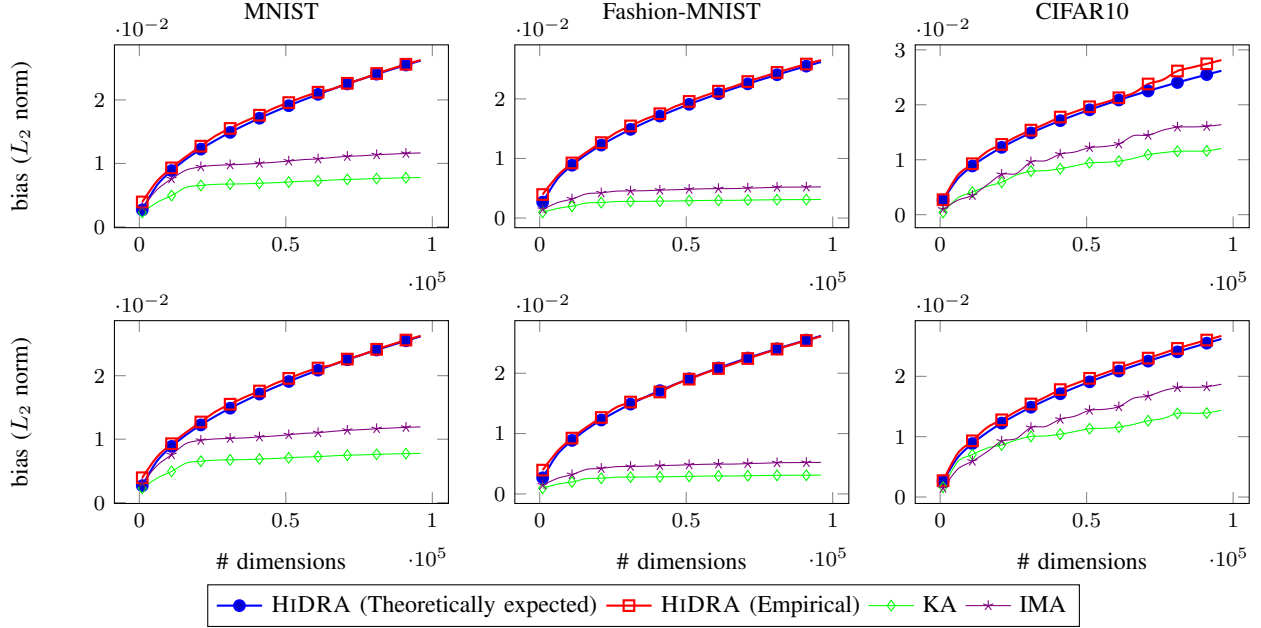 MNIST Fashion-MNIST CIFAR10
·10⁻² ·10⁻² ·10⁻²
bias (L₂ norm)
2
1
0
0 0.5 1
·10⁵
2
1
0
0 0.5 1
·10⁵
3
2
1
0
0 0.5 1
·10⁵
·10⁻² ·10⁻² ·10⁻²
bias (L₂ norm)
2
1
0
0 0.5 1
# dimensions ·10⁵
2
1
0
0 0.5 1
# dimensions ·10⁵
2
1
0
0 0.5 1
# dimensions ·10⁵
HIDRA (Theoretically expected) HIDRA (Empirical) KA IMA